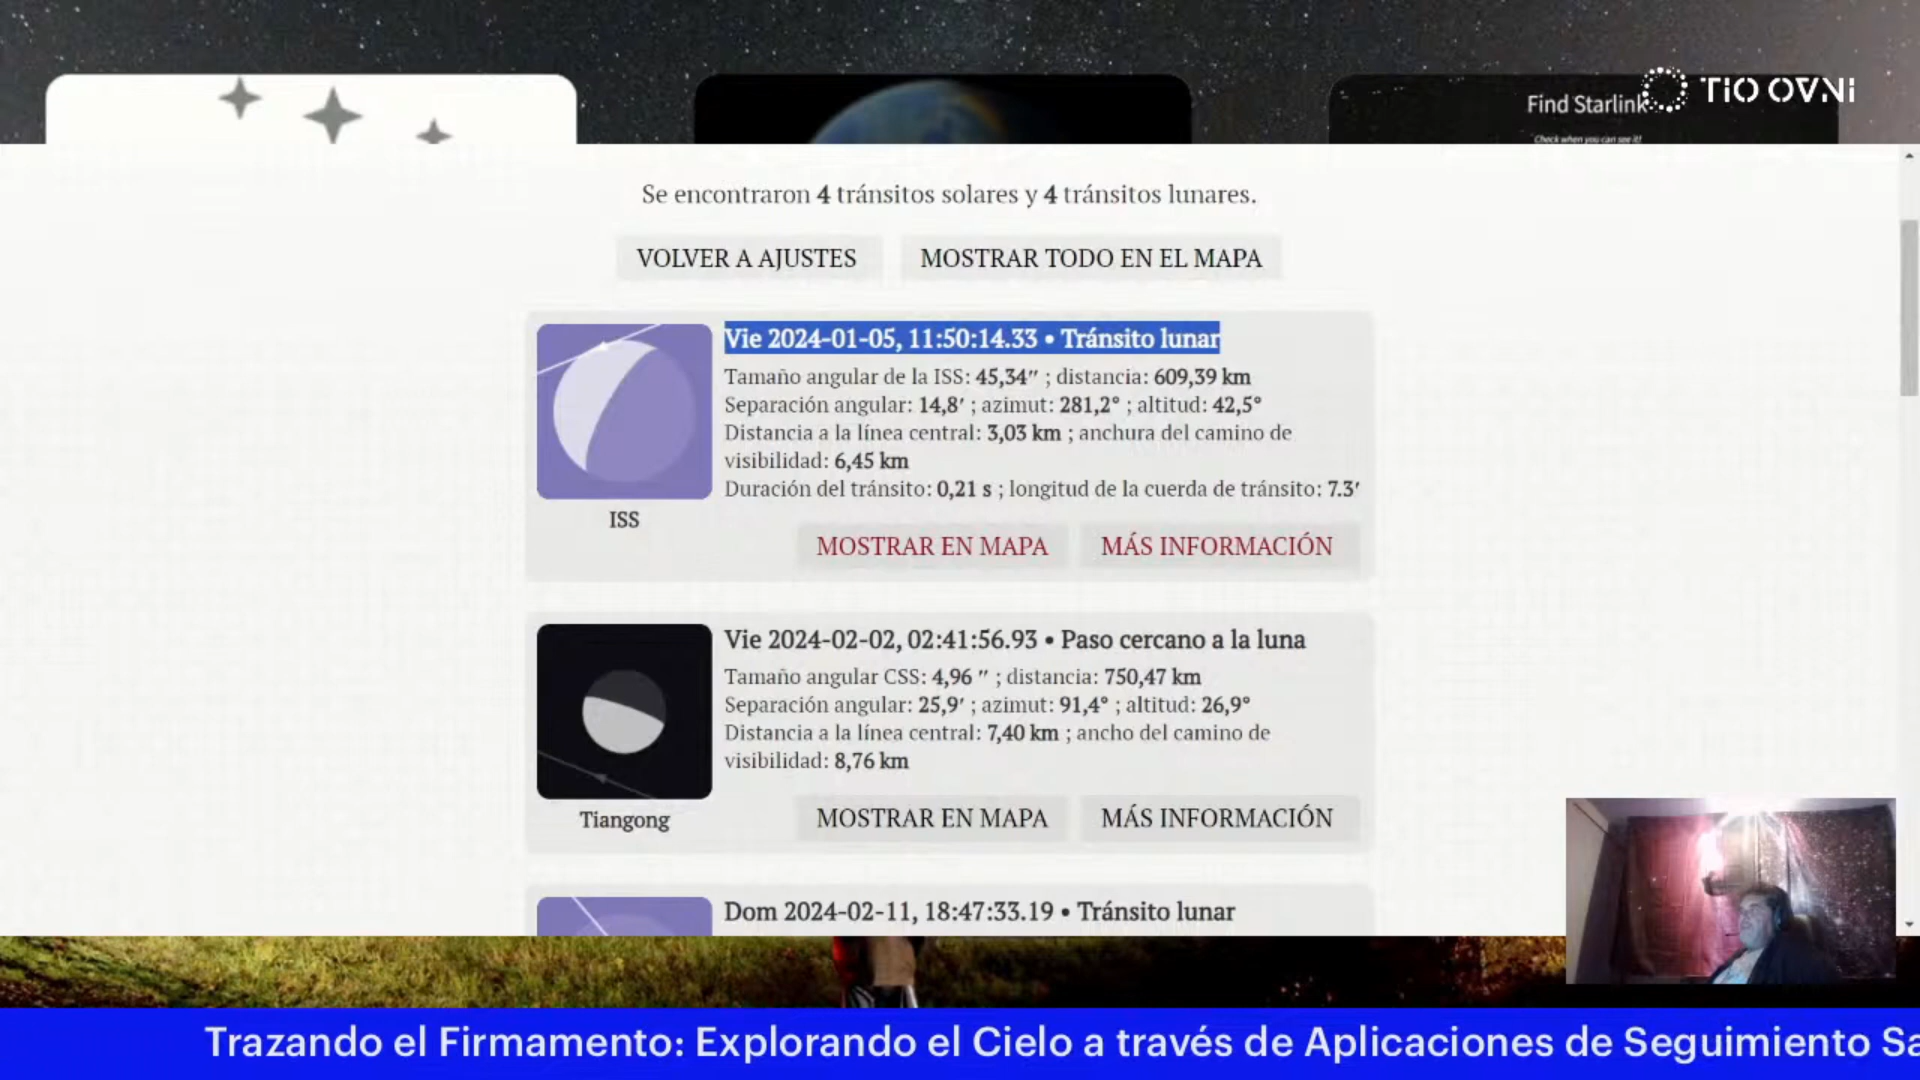 TIO OVNI
Find Starlink
Check when you can see it!
Se encontraron 4 tránsitos solares y 4 tránsitos lunares.
VOLVER A AJUSTES
MOSTRAR TODO EN EL MAPA
Vie 2024-01-05, 11:50:14.33 • Tránsito lunar
Tamaño angular de la ISS: 45,34″ ; distancia: 609,39 km
Separación angular: 14,8′ ; azimut: 281,2° ; altitud: 42,5°
Distancia a la línea central: 3,03 km ; anchura del camino de
visibilidad: 6,45 km
Duración del tránsito: 0,21 s ; longitud de la cuerda de tránsito: 7.3′
ISS
MOSTRAR EN MAPA
MÁS INFORMACIÓN
Vie 2024-02-02, 02:41:56.93 • Paso cercano a la luna
Tamaño angular CSS: 4,96 ″ ; distancia: 750,47 km
Separación angular: 25,9′ ; azimut: 91,4° ; altitud: 26,9°
Distancia a la línea central: 7,40 km ; ancho del camino de
visibilidad: 8,76 km
Tiangong
MOSTRAR EN MAPA
MÁS INFORMACIÓN
Dom 2024-02-11, 18:47:33.19 • Tránsito lunar
Trazando el Firmamento: Explorando el Cielo a través de Aplicaciones de Seguimiento Sa